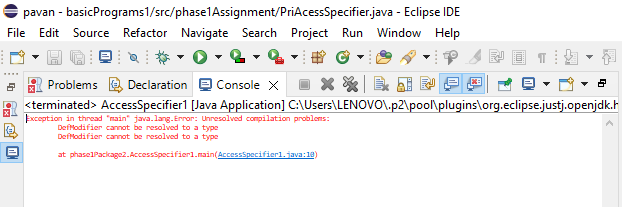 pavan - basicPrograms1/src/phase1Assignment/PriAcessSpecifier.java - Eclipse IDE
File Edit Source Refactor Navigate Search Project Run Window Help
Problems Declaration Console
<terminated> AccessSpecifier1 [Java Application] C:\Users\LENOVO\.p2\pool\plugins\org.eclipse.justj.openjdk.h
Exception in thread "main" java.lang.Error: Unresolved compilation problems:
DefModifier cannot be resolved to a type
DefModifier cannot be resolved to a type
at phase1Package2.AccessSpecifier1.main(AccessSpecifier1.java:10)